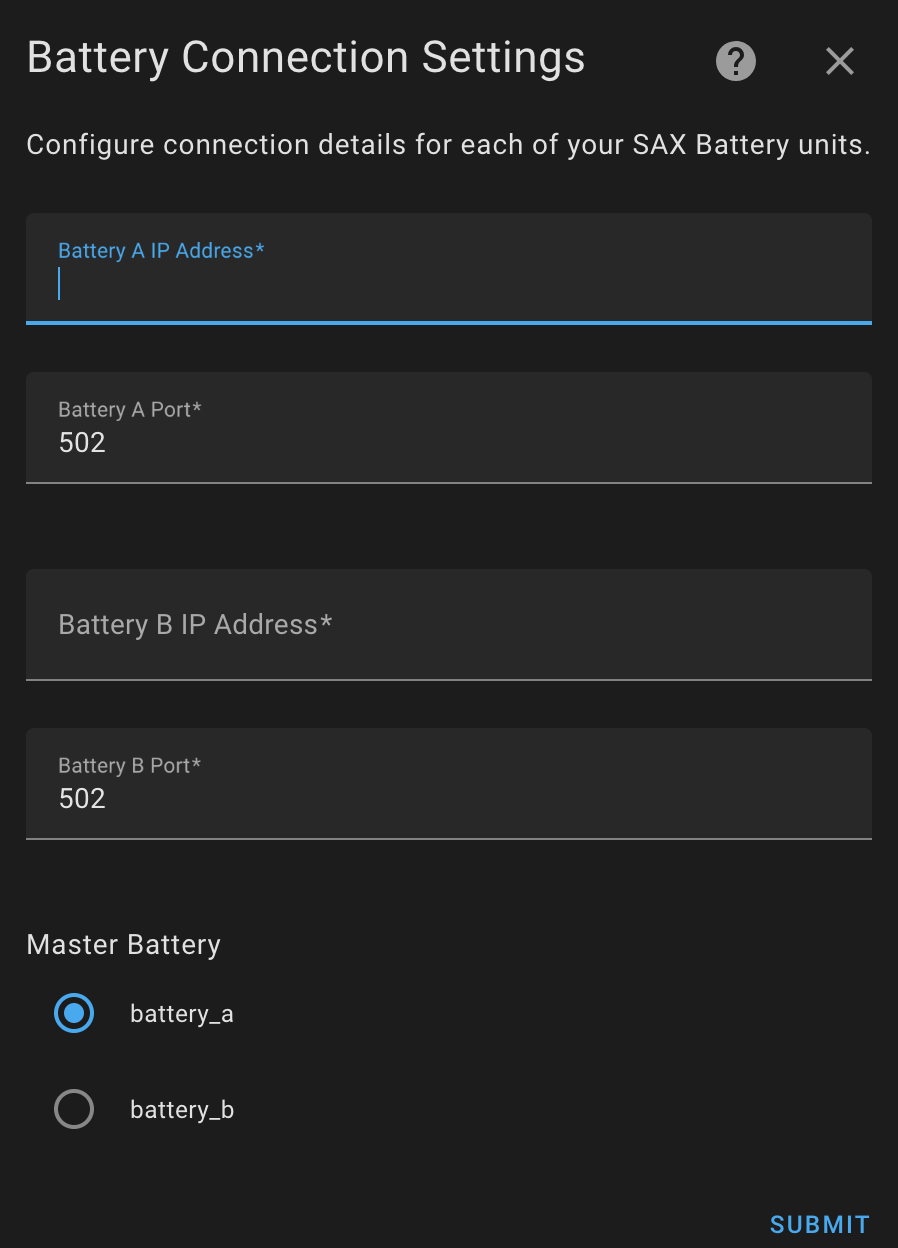 Battery Connection Settings
Configure connection details for each of your SAX Battery units.
Battery A IP Address*
Battery A Port*
502
Battery B IP Address*
Battery B Port*
502
Master Battery
battery_a
battery_b
SUBMIT